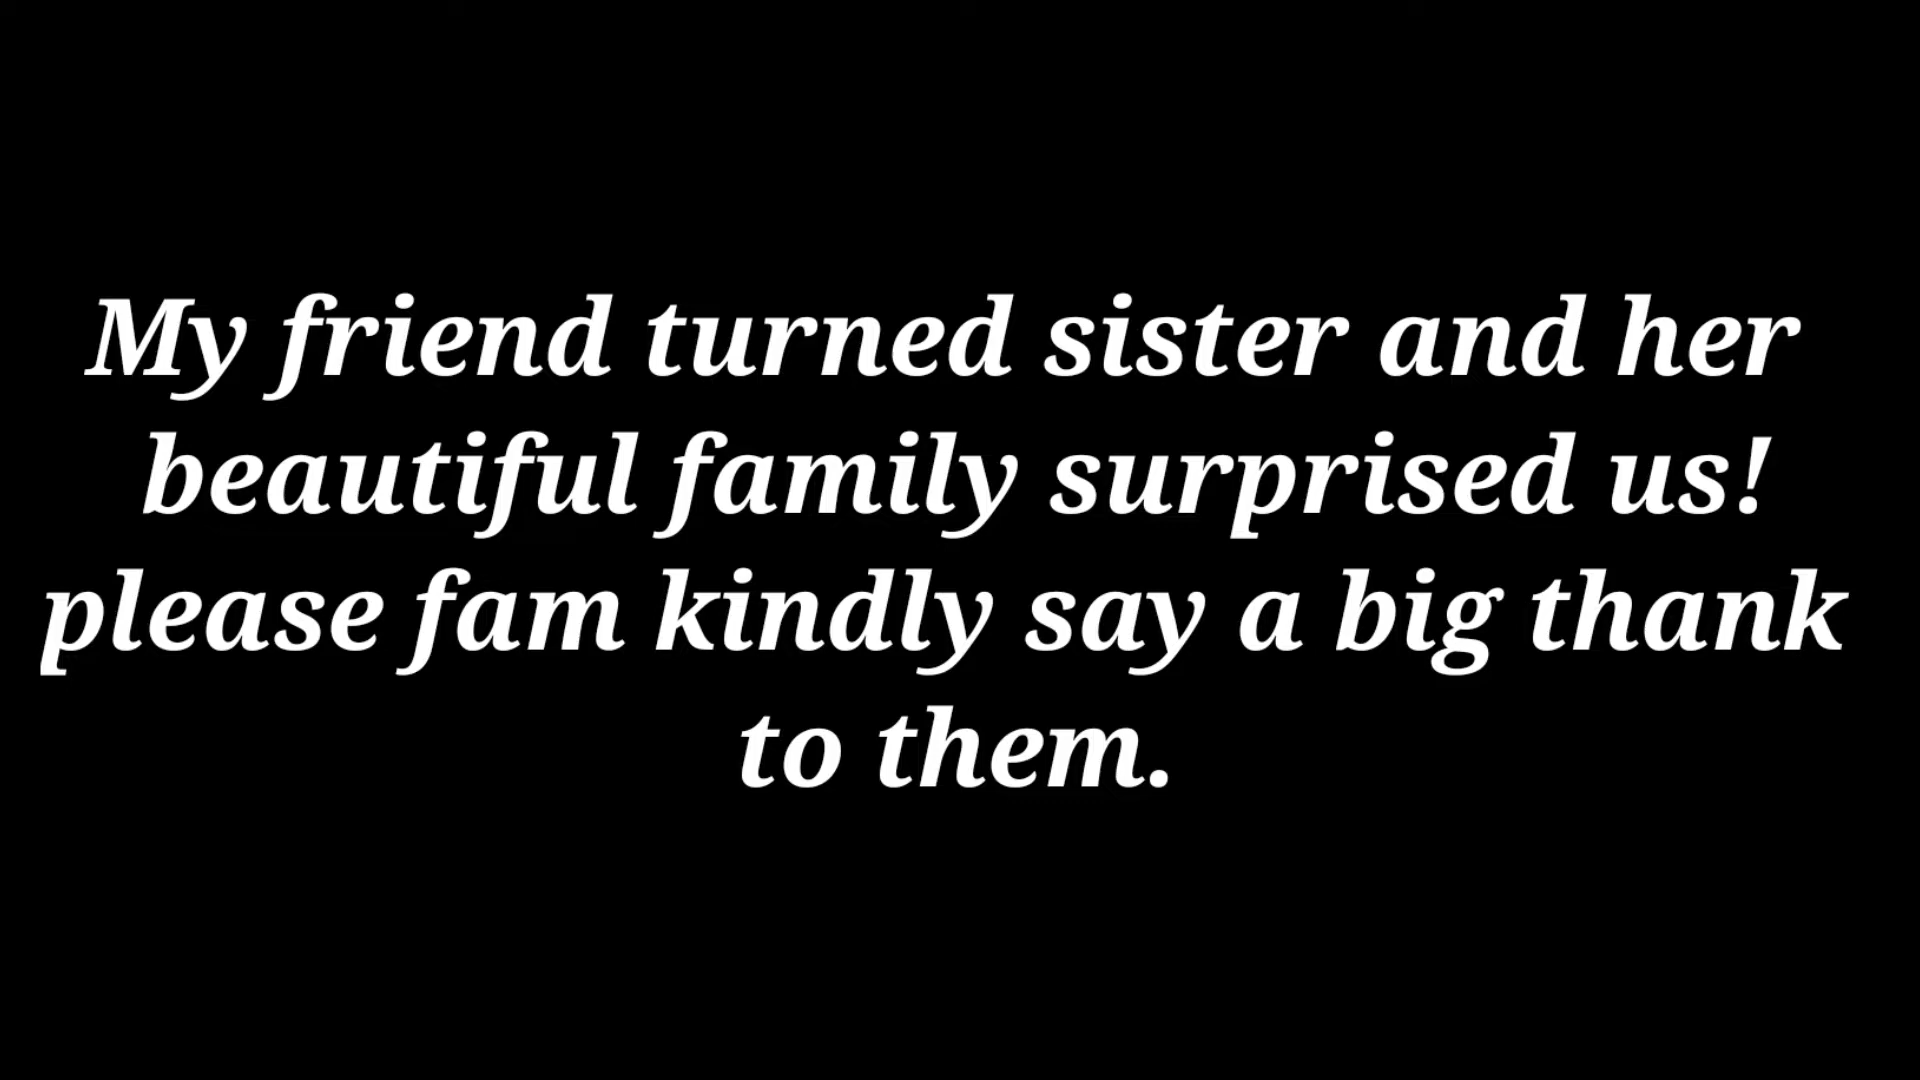 My friend turned sister and her
beautiful family surprised us!
please fam kindly say a big thank
to them.